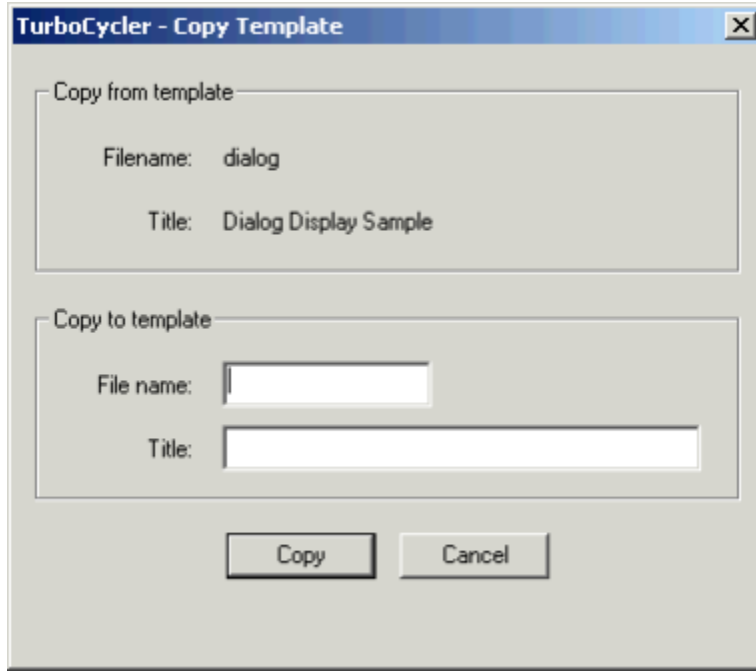 TurboCycler - Copy Template
Copy from template
Filename: dialog
Title: Dialog Display Sample
Copy to template
File name:
Title:
Copy Cancel